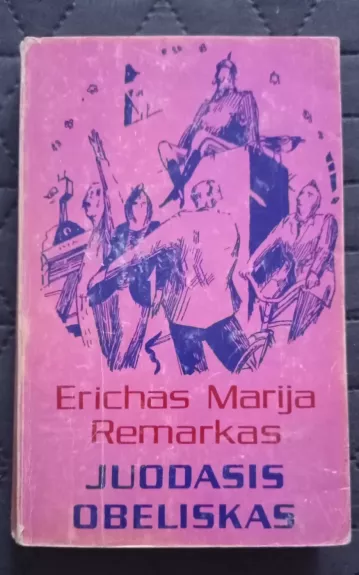 Erichas Marija
Remarkas
JUODASIS
OBELISKAS